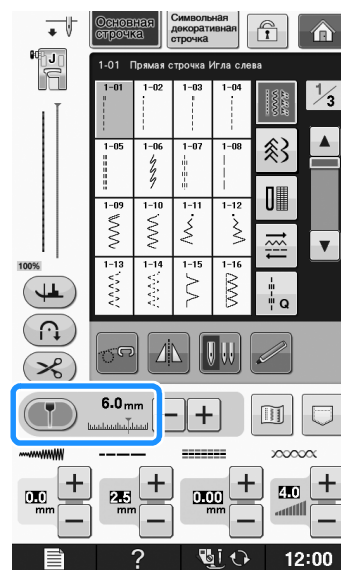 Основная
строчка
Символьная
декоративная
строчка
J
1-01 Прямая строчка Игла слева
1/3
1-01 1-02 1-03 1-04
1-05 1-06 1-07 1-08
1-09 1-10 1-11 1-12
1-13 1-14 1-15 1-16
Q
100%
6.0 mm
0.0 mm
2.5 mm
0.00 mm
4.0
?
12:00